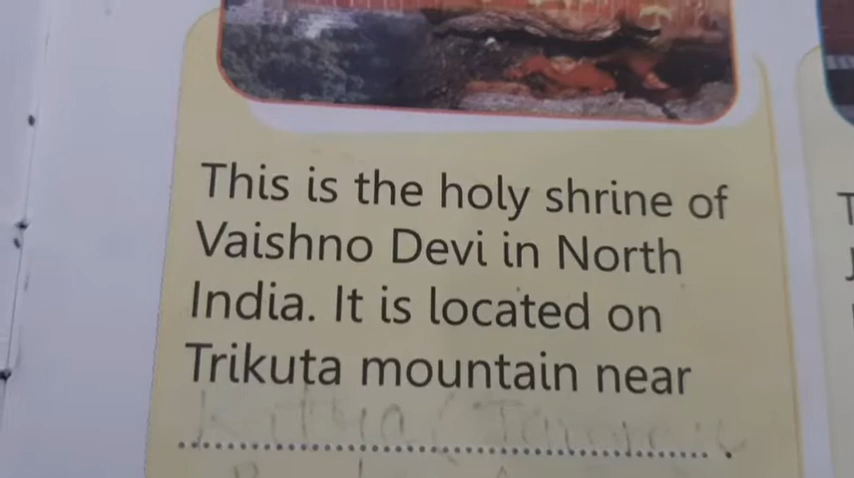 This is the holy shrine of
Vaishno Devi in North
India. It is located on
Trikuta mountain near